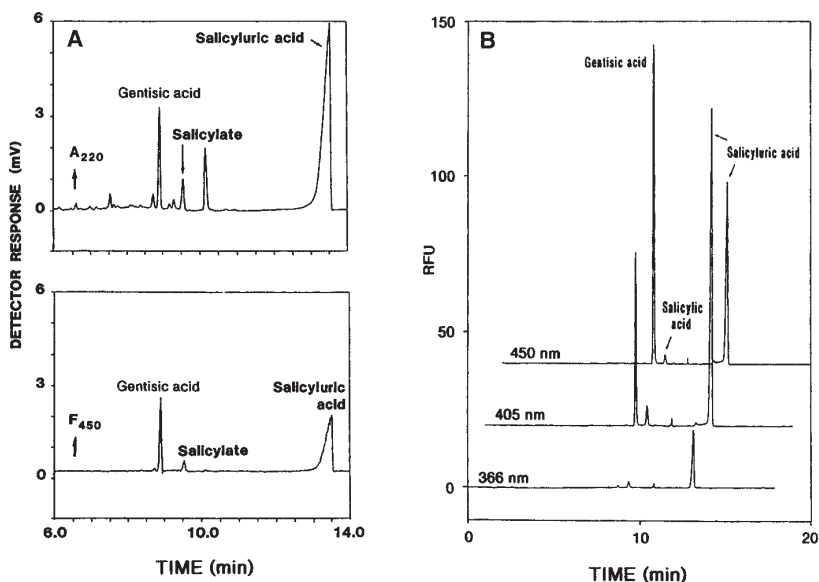 A
Salicyluric acid
Gentisic acid
Salicylate
A220
6
3
0
DETECTOR RESPONSE (mV)
6
3
0
Gentisic acid
Salicyluric
acid
F450
Salicylate
6.0 10.0 14.0
TIME (min)
B
150
100
50
0
RFU
Gentisic acid
Salicyluric acid
Salicylic
acid
450 nm
405 nm
366 nm
0 10 20
TIME (min)